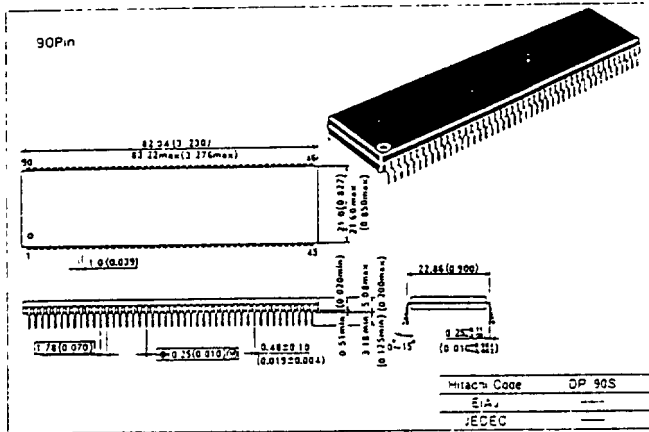 90Pin
82.04(3.230)
83.22max(3.276max)
90
46
1
45
21.0(0.827)
21.60max
(0.850max)
1.0(0.039)
0.51min(0.020min)
5.08max
(0.200max)
3.18min
(0.125min)
22.86(0.900)
0°-15°
1.78(0.070)
0.25(0.010) M
0.48±0.10
(0.019±0.004)
Hitachi Code DP-90S
EIAJ —
JEDEC —